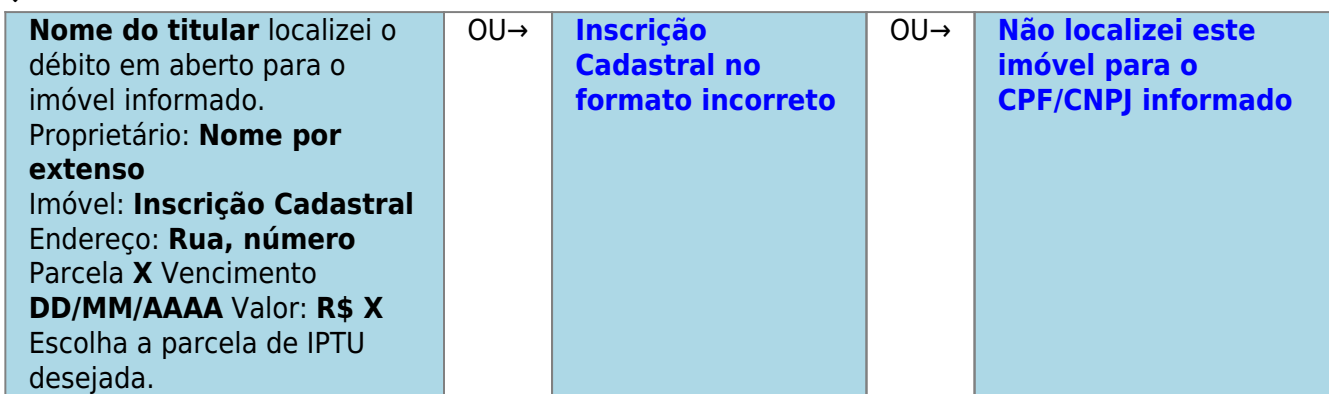 Nome do titular localizei o
débito em aberto para o
imóvel informado.
Proprietário: Nome por
extenso
Imóvel: Inscrição Cadastral
Endereço: Rua, número
Parcela X Vencimento
DD/MM/AAAA Valor: R$ X
Escolha a parcela de IPTU
desejada.
OU→
Inscrição
Cadastral no
formato incorreto
OU→
Não localizei este
imóvel para o
CPF/CNPJ informado